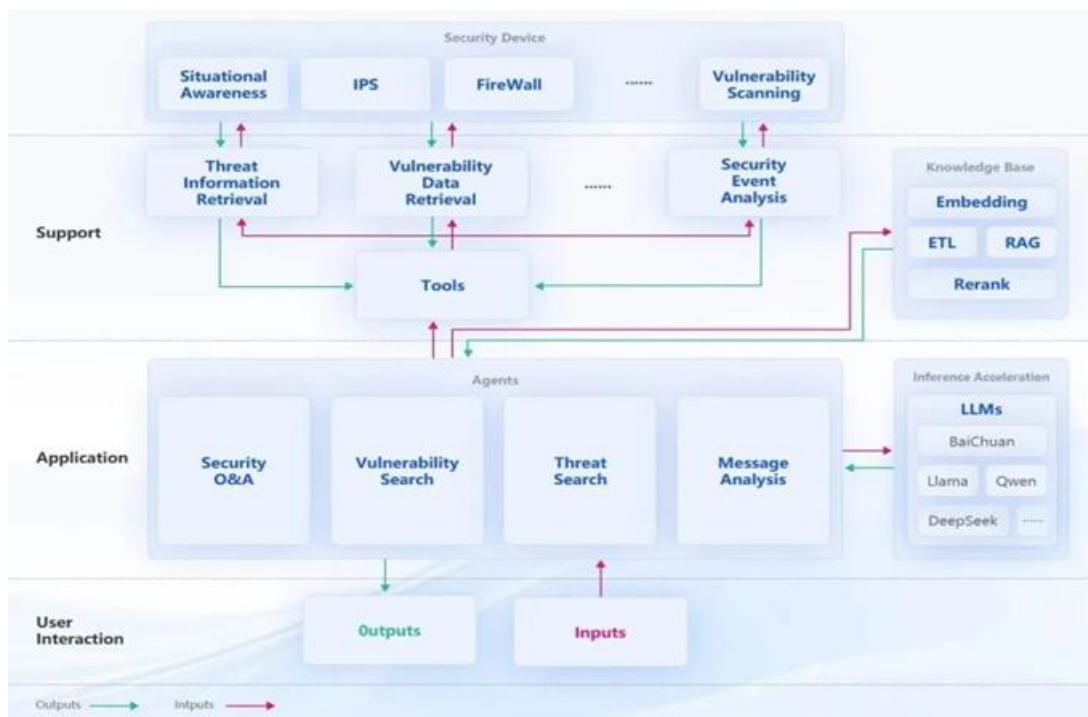 Security Device
Situational
Awareness
IPS
FireWall
......
Vulnerability
Scanning
Threat
Information
Retrieval
Vulnerability
Data
Retrieval
......
Security
Event
Analysis
Knowledge Base
Embedding
ETL
RAG
Rerank
Support
Tools
Agents
Inference Acceleration
LLMs
BaiChuan
Llama
Qwen
DeepSeek
......
Application
Security
O&A
Vulnerability
Search
Threat
Search
Message
Analysis
User
Interaction
Outputs
Inputs
Outputs
Intputs